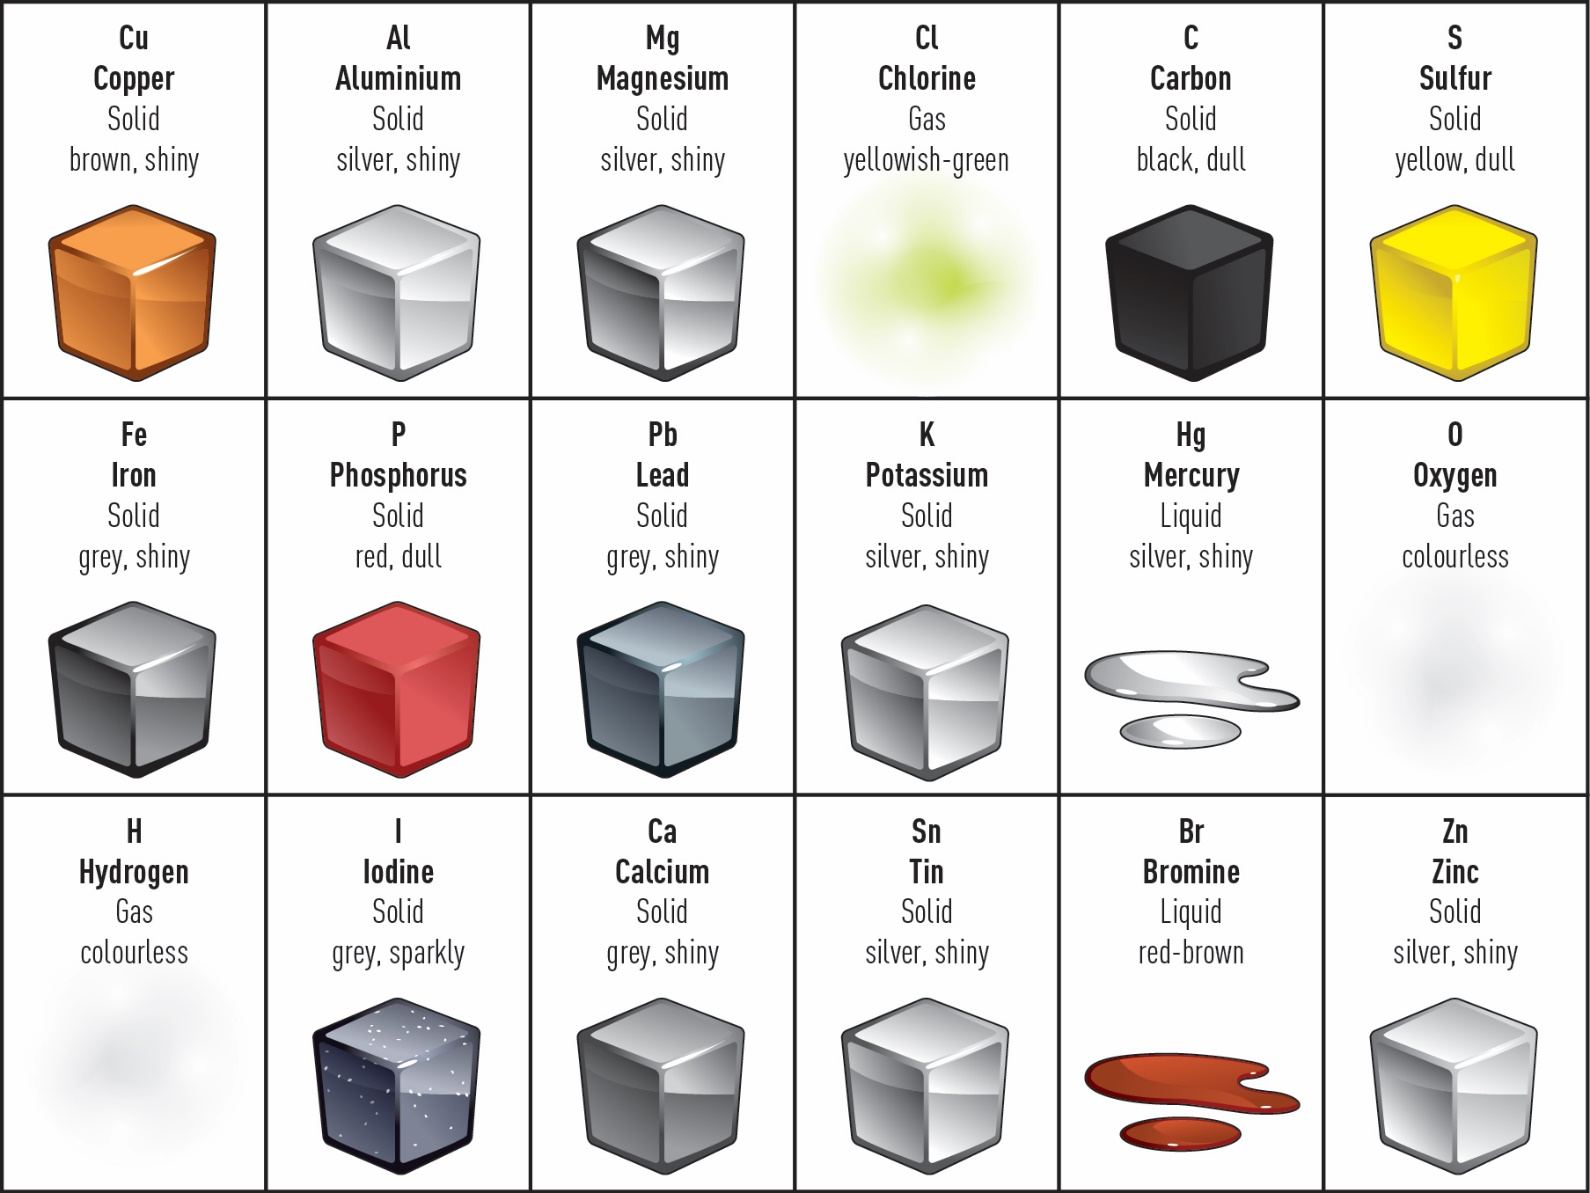 Cu
Copper
Solid
brown, shiny
Al
Aluminium
Solid
silver, shiny
Mg
Magnesium
Solid
silver, shiny
Cl
Chlorine
Gas
yellowish-green
C
Carbon
Solid
black, dull
S
Sulfur
Solid
yellow, dull
Fe
Iron
Solid
grey, shiny
P
Phosphorus
Solid
red, dull
Pb
Lead
Solid
grey, shiny
K
Potassium
Solid
silver, shiny
Hg
Mercury
Liquid
silver, shiny
O
Oxygen
Gas
colourless
H
Hydrogen
Gas
colourless
I
Iodine
Solid
grey, sparkly
Ca
Calcium
Solid
grey, shiny
Sn
Tin
Solid
silver, shiny
Br
Bromine
Liquid
red-brown
Zn
Zinc
Solid
silver, shiny